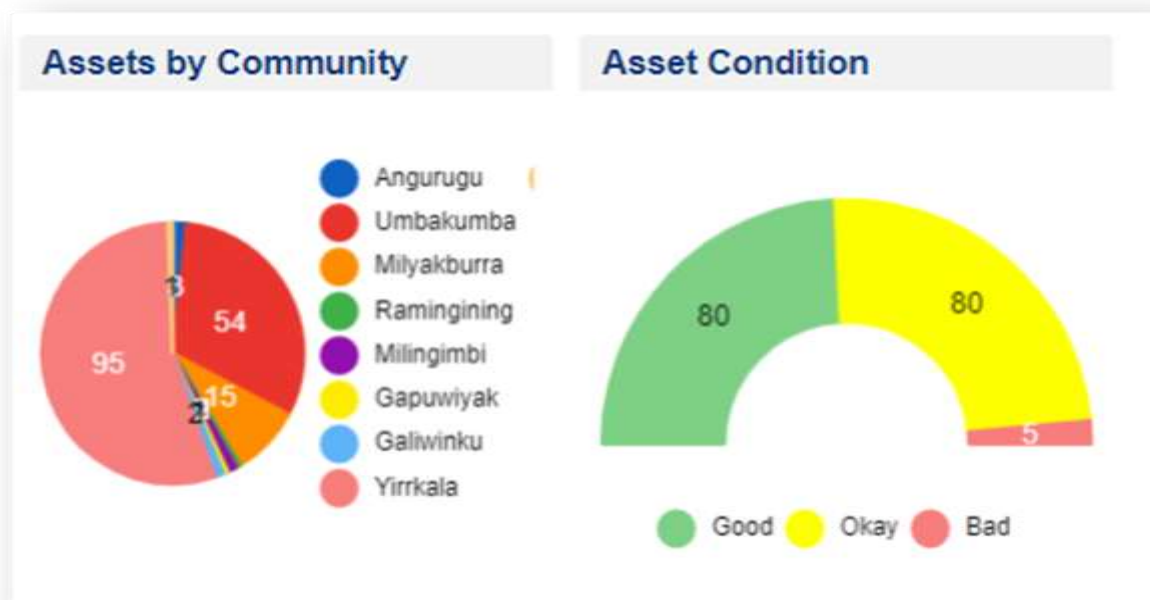 Assets by Community
Asset Condition
Angurugu
Umbakumba
Milyakburra
Ramingining
Milingimbi
Gapuwiyak
Galiwinku
Yirrkala
54
95
15
80
80
5
Good
Okay
Bad